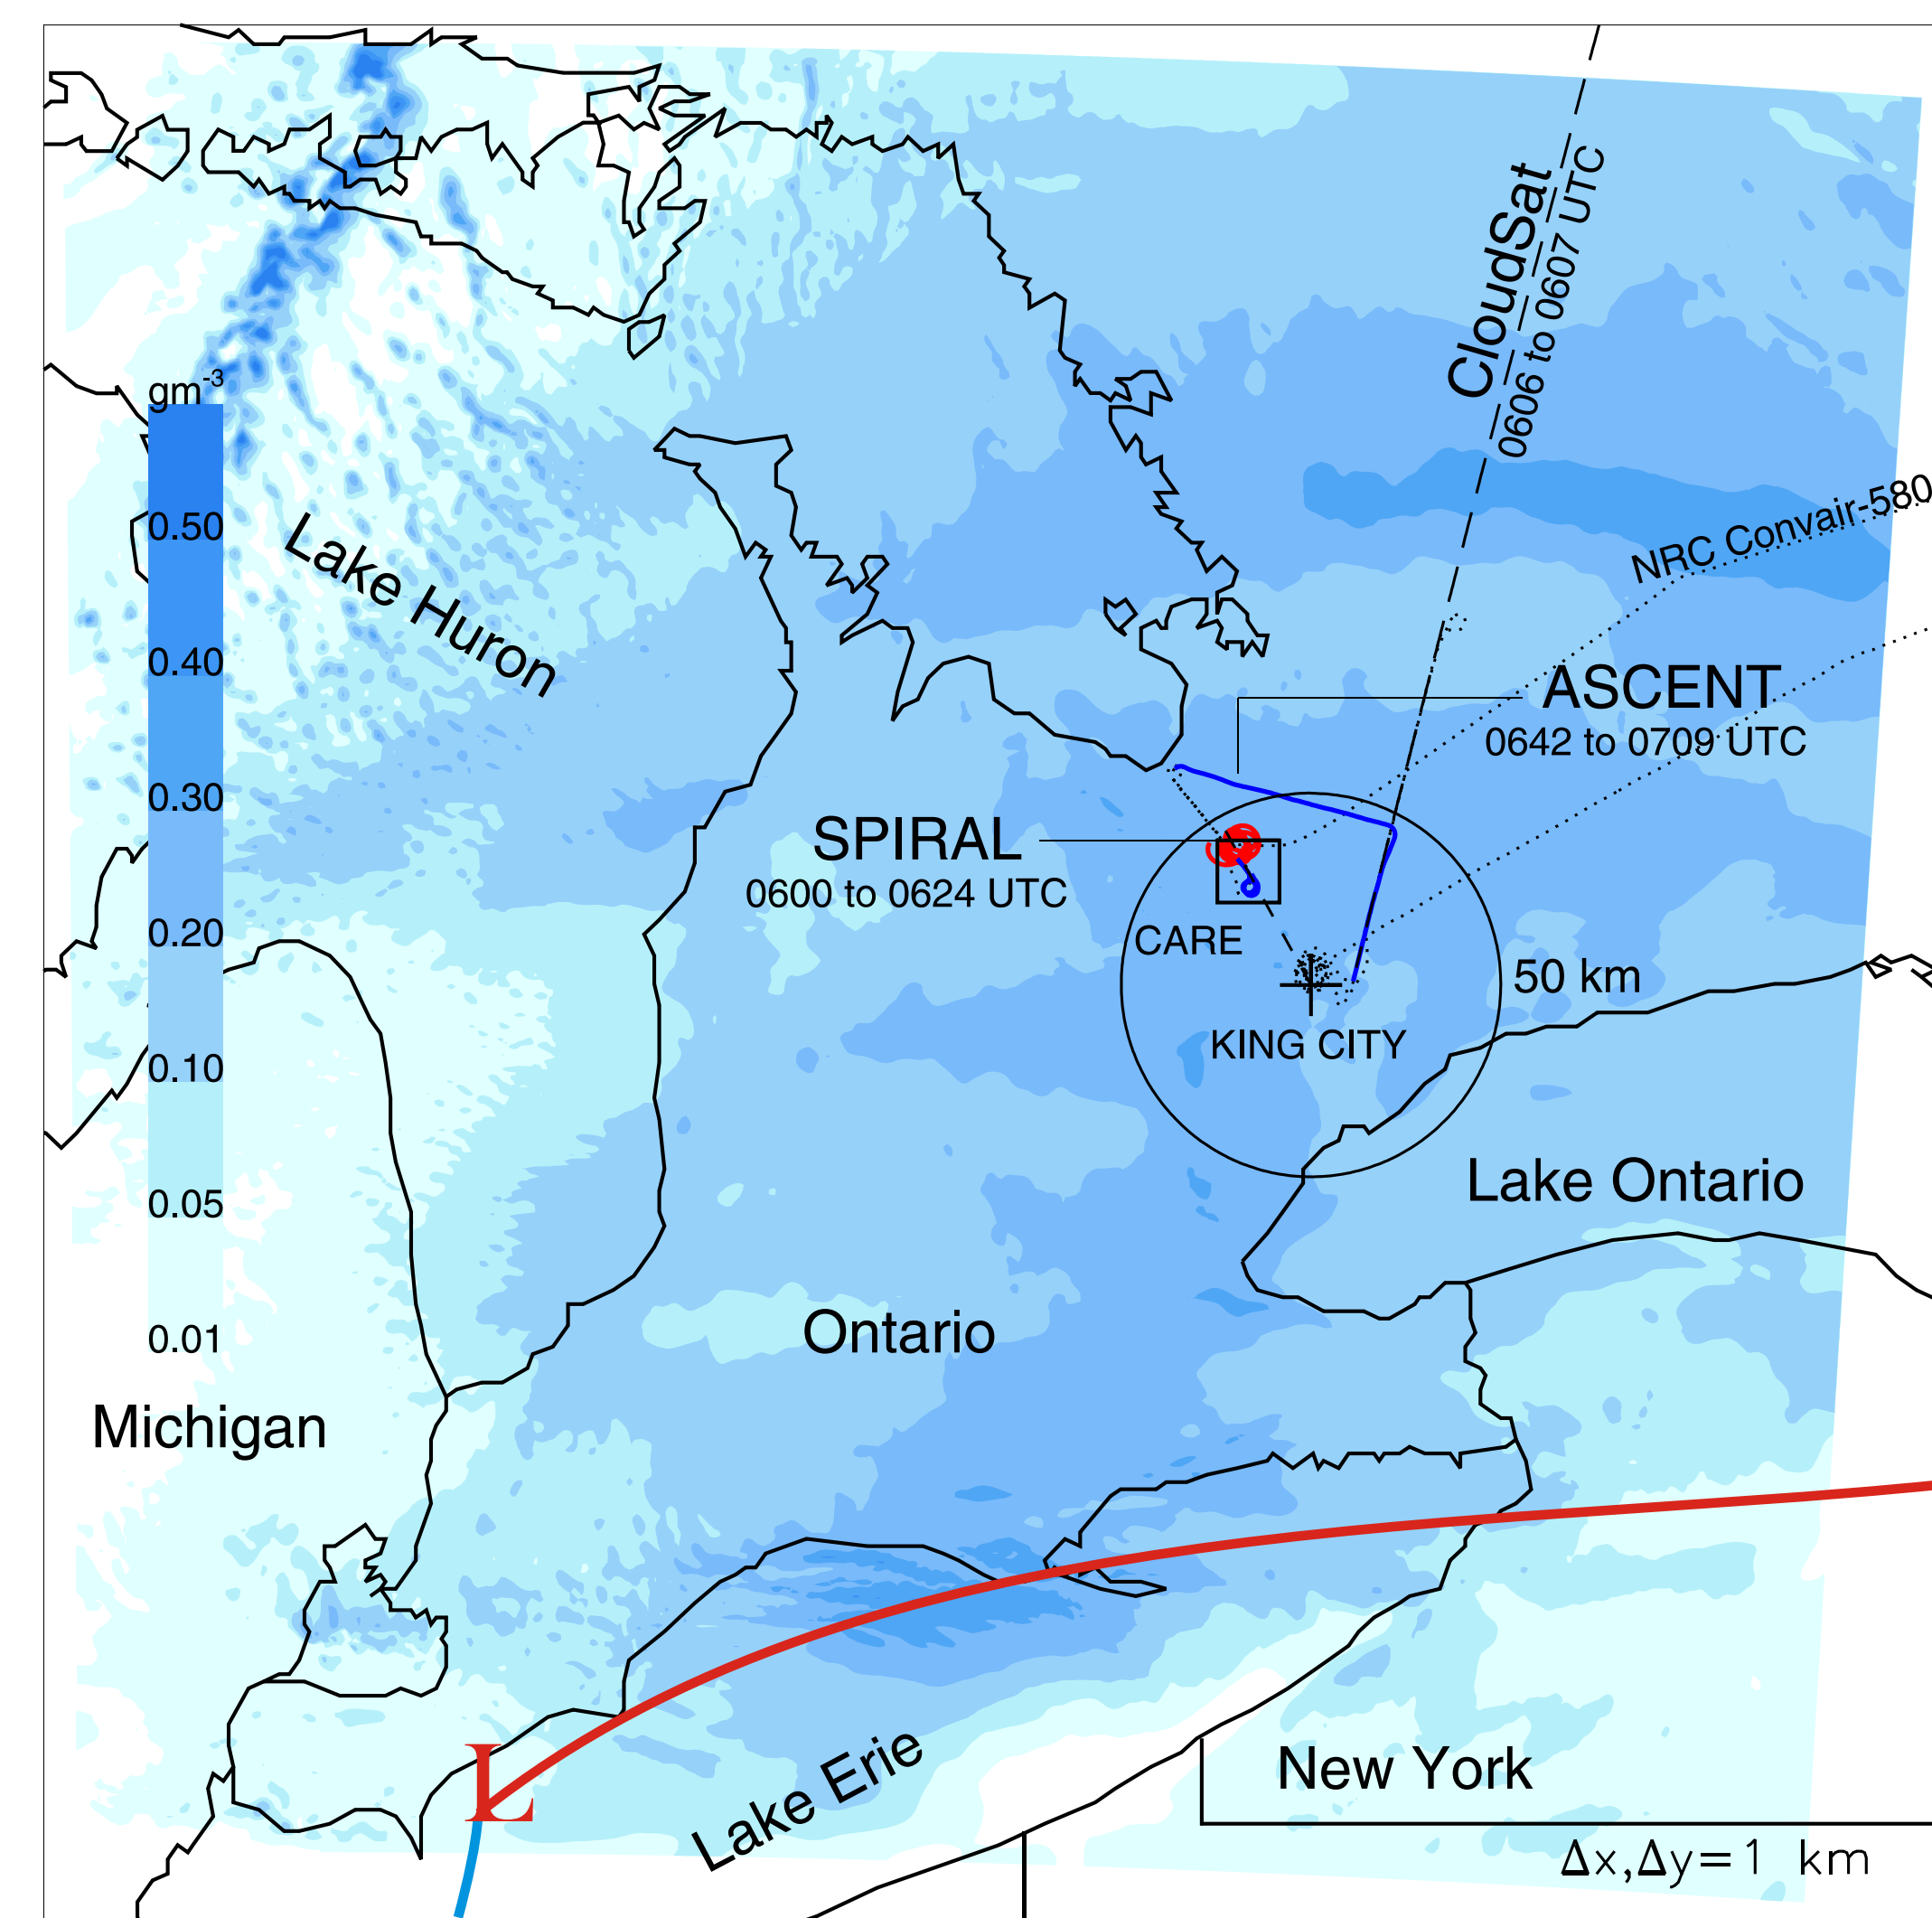 CloudSat
0606 to 0607 UTC
gm-3
0.50
0.40
0.30
0.20
0.10
0.05
0.01
Lake Huron
NRC Convair-580
ASCENT
0642 to 0709 UTC
SPIRAL
0600 to 0624 UTC
CARE
50 km
KING CITY
Lake Ontario
Ontario
Michigan
L
Lake Erie
New York
Δx,Δy=1 km